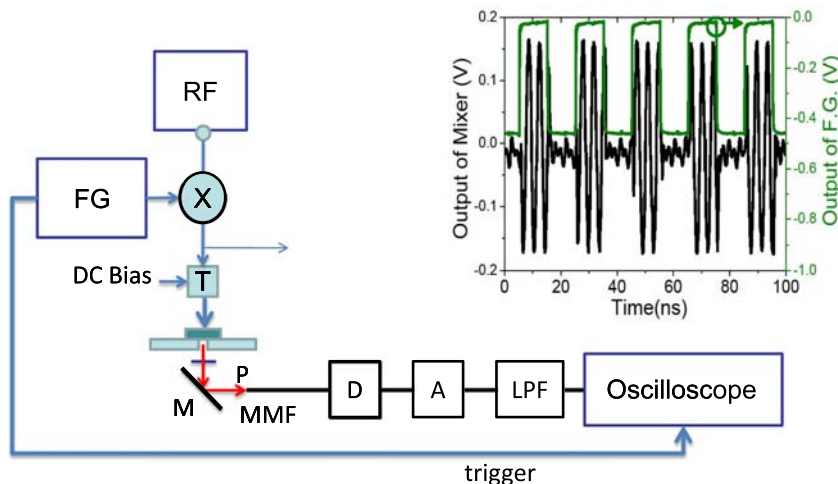 RF
FG
X
DC Bias
T
P
M
MMF
D
A
LPF
Oscilloscope
trigger
Output of Mixer (V)
0.2
0.1
0.0
-0.1
-0.2
0.0
-0.2
-0.4
-0.6
-0.8
-1.0
Output of F.G. (V)
0 20 40 60 80 100
Time(ns)